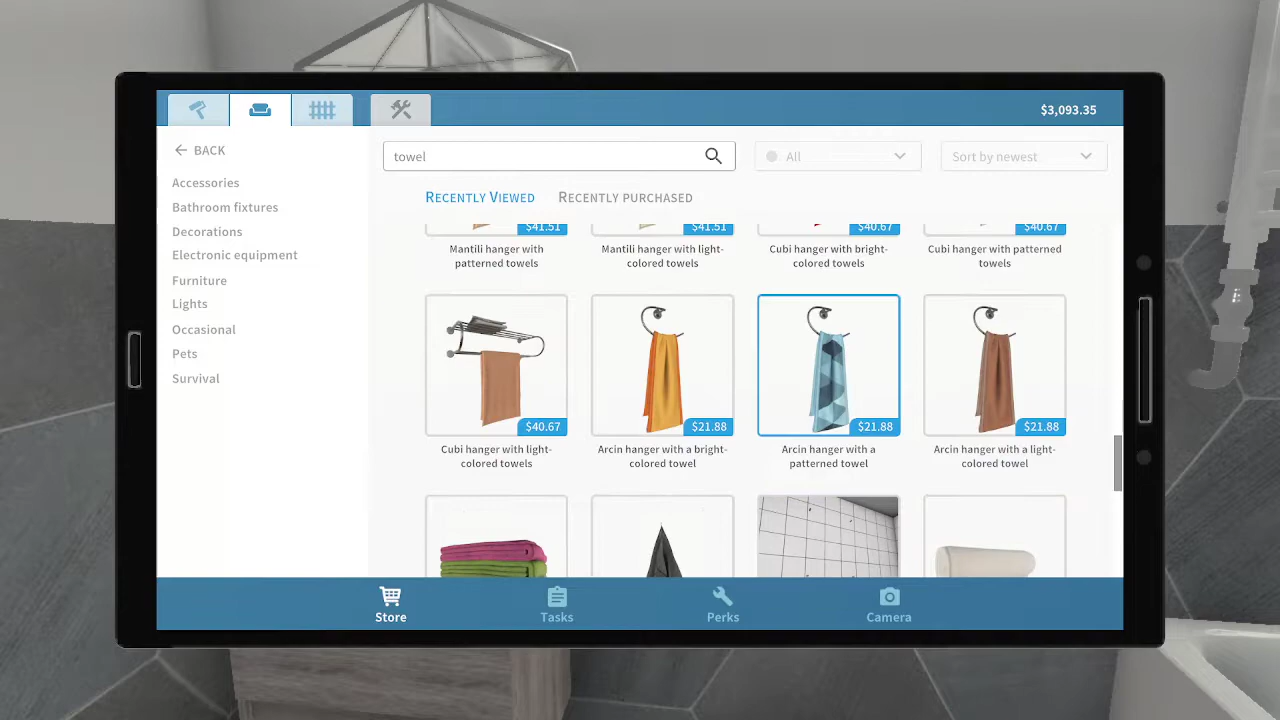 $3,093.35
BACK
towel
All
Sort by newest
Accessories
Bathroom fixtures
Decorations
Electronic equipment
Furniture
Lights
Occasional
Pets
Survival
RECENTLY VIEWED
RECENTLY PURCHASED
$41.51
$41.51
$40.67
$40.67
Mantili hanger with
patterned towels
Mantili hanger with light-
colored towels
Cubi hanger with bright-
colored towels
Cubi hanger with patterned
towels
$40.67
$21.88
$21.88
$21.88
Cubi hanger with light-
colored towels
Arcin hanger with a bright-
colored towel
Arcin hanger with a
patterned towel
Arcin hanger with a light-
colored towel
Store
Tasks
Perks
Camera